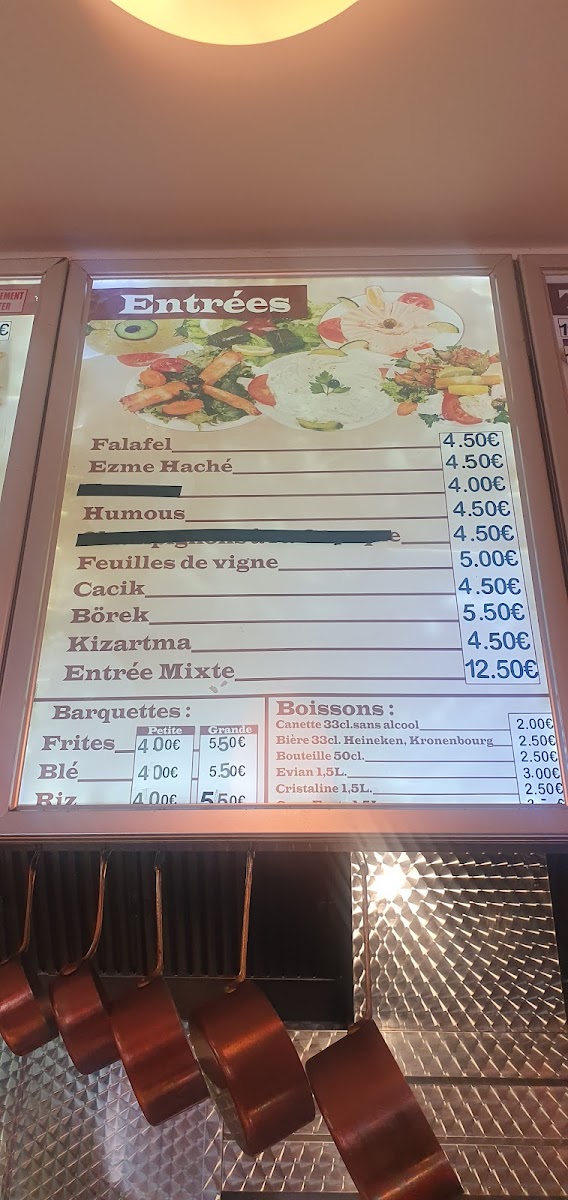 EMENT
TER
€
Entrées
Falafel 4.50€
Ezme Haché 4.50€
4.00€
Humous 4.50€
4.50€
Feuilles de vigne 5.00€
Cacik 4.50€
Börek 5.50€
Kizartma 4.50€
Entrée Mixte 12.50€
Barquettes :
Petite Grande
Frites 4.00€ 5.50€
Blé 4.00€ 5.50€
Riz 4.00€ 5.50€
Boissons :
Canette 33cl.sans alcool 2.00€
Bière 33cl. Heineken, Kronenbourg 2.50€
Bouteille 50cl. 2.50€
Evian 1,5L. 3.00€
Cristaline 1,5L. 2.50€